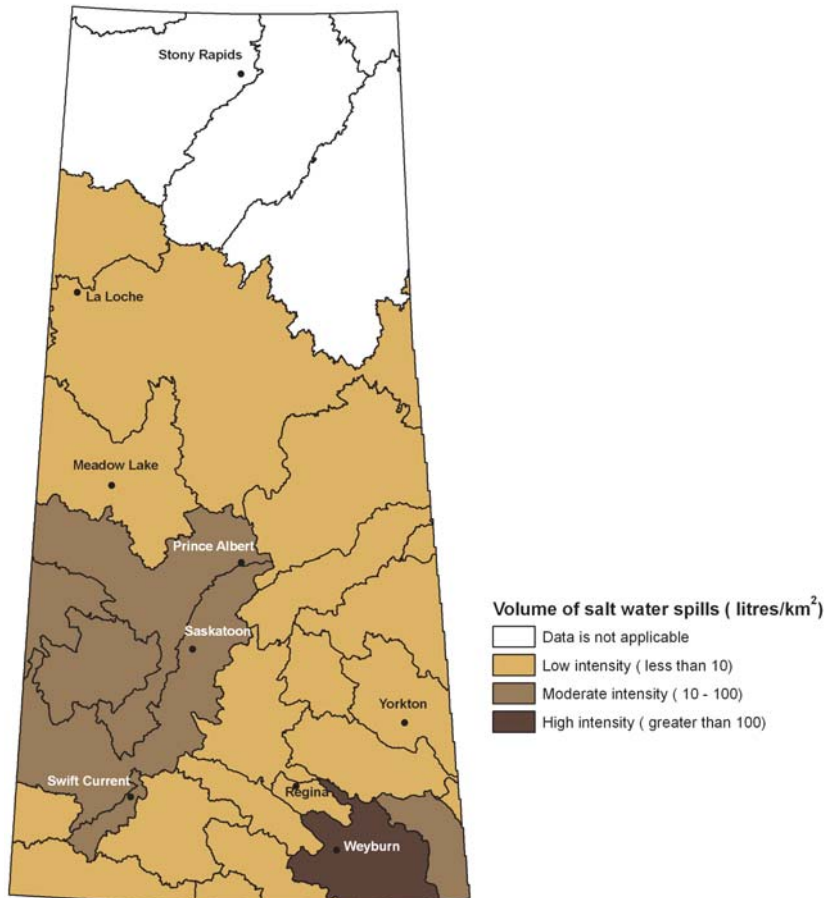 Stony Rapids
La Loche
Meadow Lake
Prince Albert
Saskatoon
Yorkton
Swift Current
Regina
Weyburn
Volume of salt water spills ( litres/km²)
Data is not applicable
Low intensity ( less than 10)
Moderate intensity ( 10 - 100)
High intensity ( greater than 100)